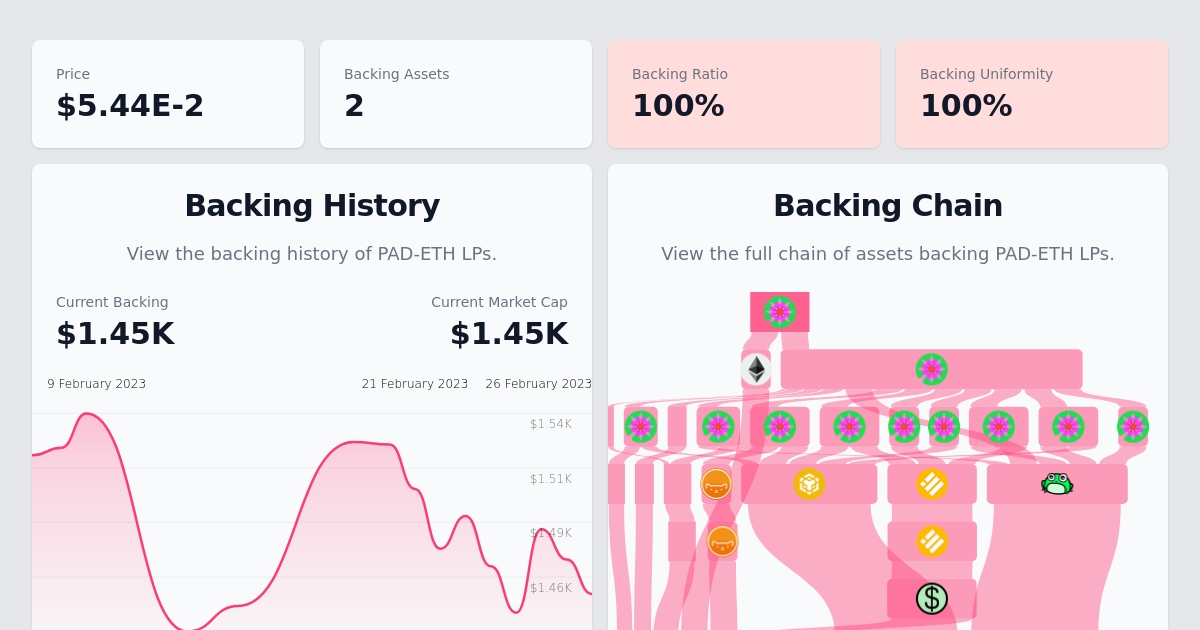 Price
$5.44E-2
Backing Assets
2
Backing Ratio
100%
Backing Uniformity
100%
Backing History
View the backing history of PAD-ETH LPs.
Current Backing
$1.45K
Current Market Cap
$1.45K
9 February 2023
21 February 2023
26 February 2023
$1.54K
$1.51K
$1.49K
$1.46K
Backing Chain
View the full chain of assets backing PAD-ETH LPs.
$